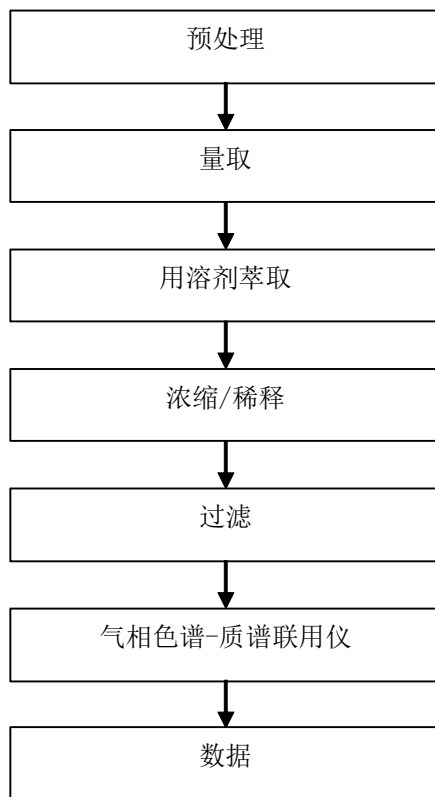 预处理
量取
用溶剂萃取
浓缩/稀释
过滤
气相色谱-质谱联用仪
数据